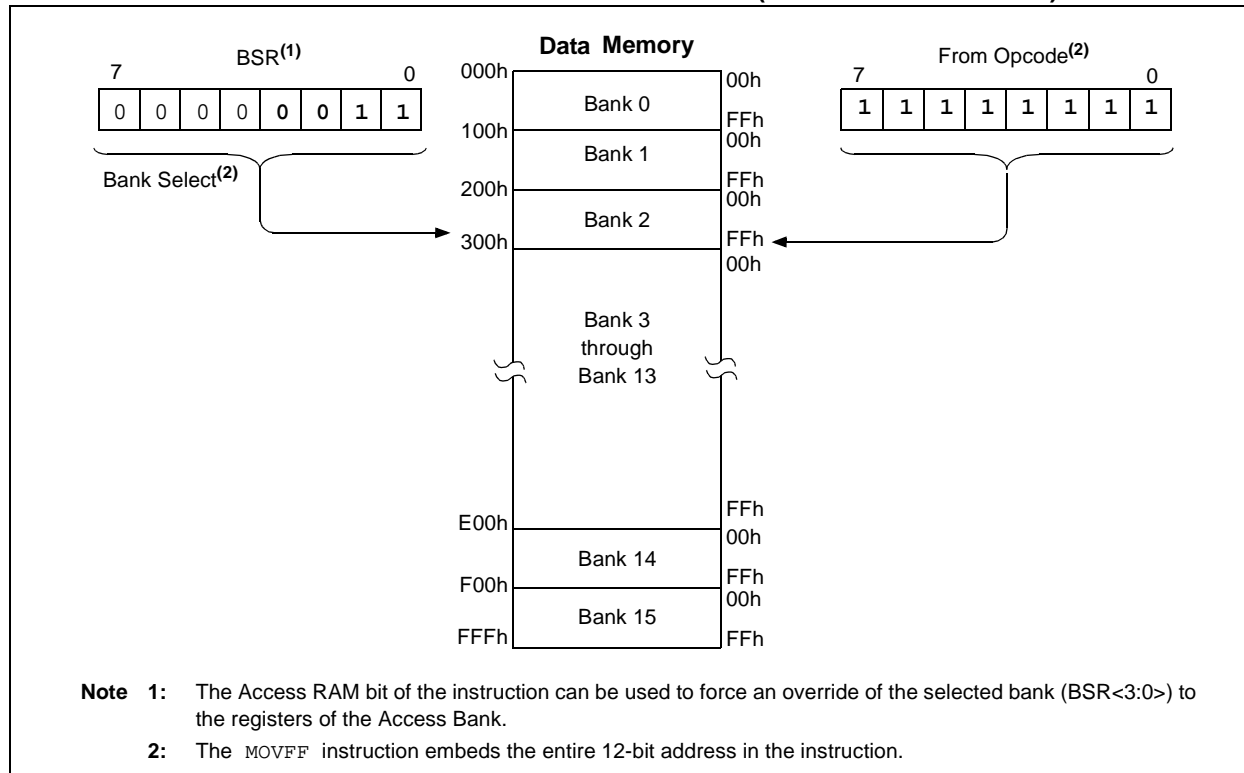 Data Memory
BSR(1)
7 0
0 0 0 0 0 0 1 1
Bank Select(2)
From Opcode(2)
7 0
1 1 1 1 1 1 1 1
000h
00h
Bank 0
FFh
100h
00h
Bank 1
FFh
200h
00h
Bank 2
FFh
300h
00h
Bank 3
through
Bank 13
FFh
E00h
00h
Bank 14
FFh
F00h
00h
Bank 15
FFFh
FFh
Note 1: The Access RAM bit of the instruction can be used to force an override of the selected bank (BSR<3:0>) to
the registers of the Access Bank.
2: The MOVFF instruction embeds the entire 12-bit address in the instruction.